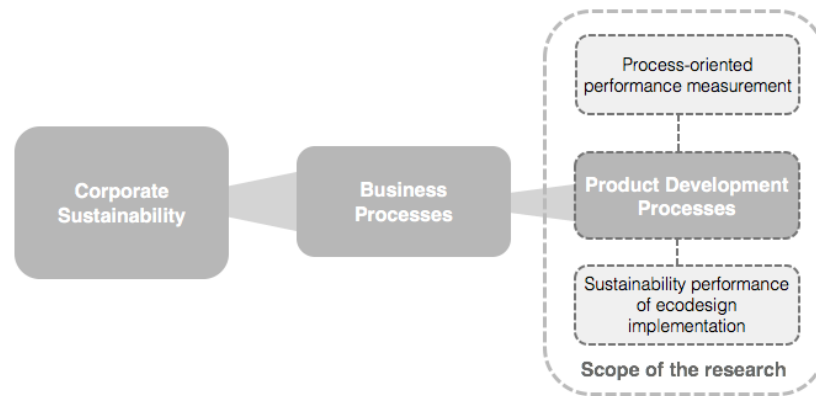 Process-oriented
performance measurement
Corporate
Sustainability
Business
Processes
Product Development
Processes
Sustainability performance
of ecodesign
implementation
Scope of the research